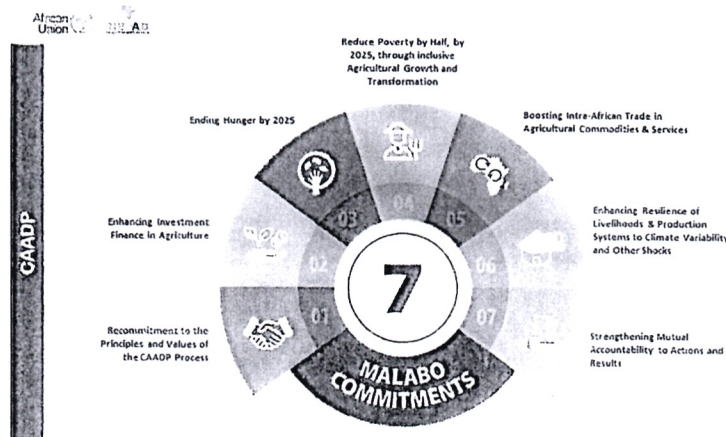 African
Union
CAADP
Reduce Poverty by Half, by
2025, through inclusive
Agricultural Growth and
Transformation
Ending Hunger by 2025
Boosting Intra-African Trade in
Agricultural Commodities & Services
Enhancing Investment
Finance in Agriculture
Enhancing Resilience of
Livelihoods & Production
Systems to Climate Variability
and Other Shocks
Recommitment to the
Principles and Values of
the CAADP Process
Strengthening Mutual
Accountability to Actions and
Results
01
02
03
04
05
06
07
7
MALABO
COMMITMENTS